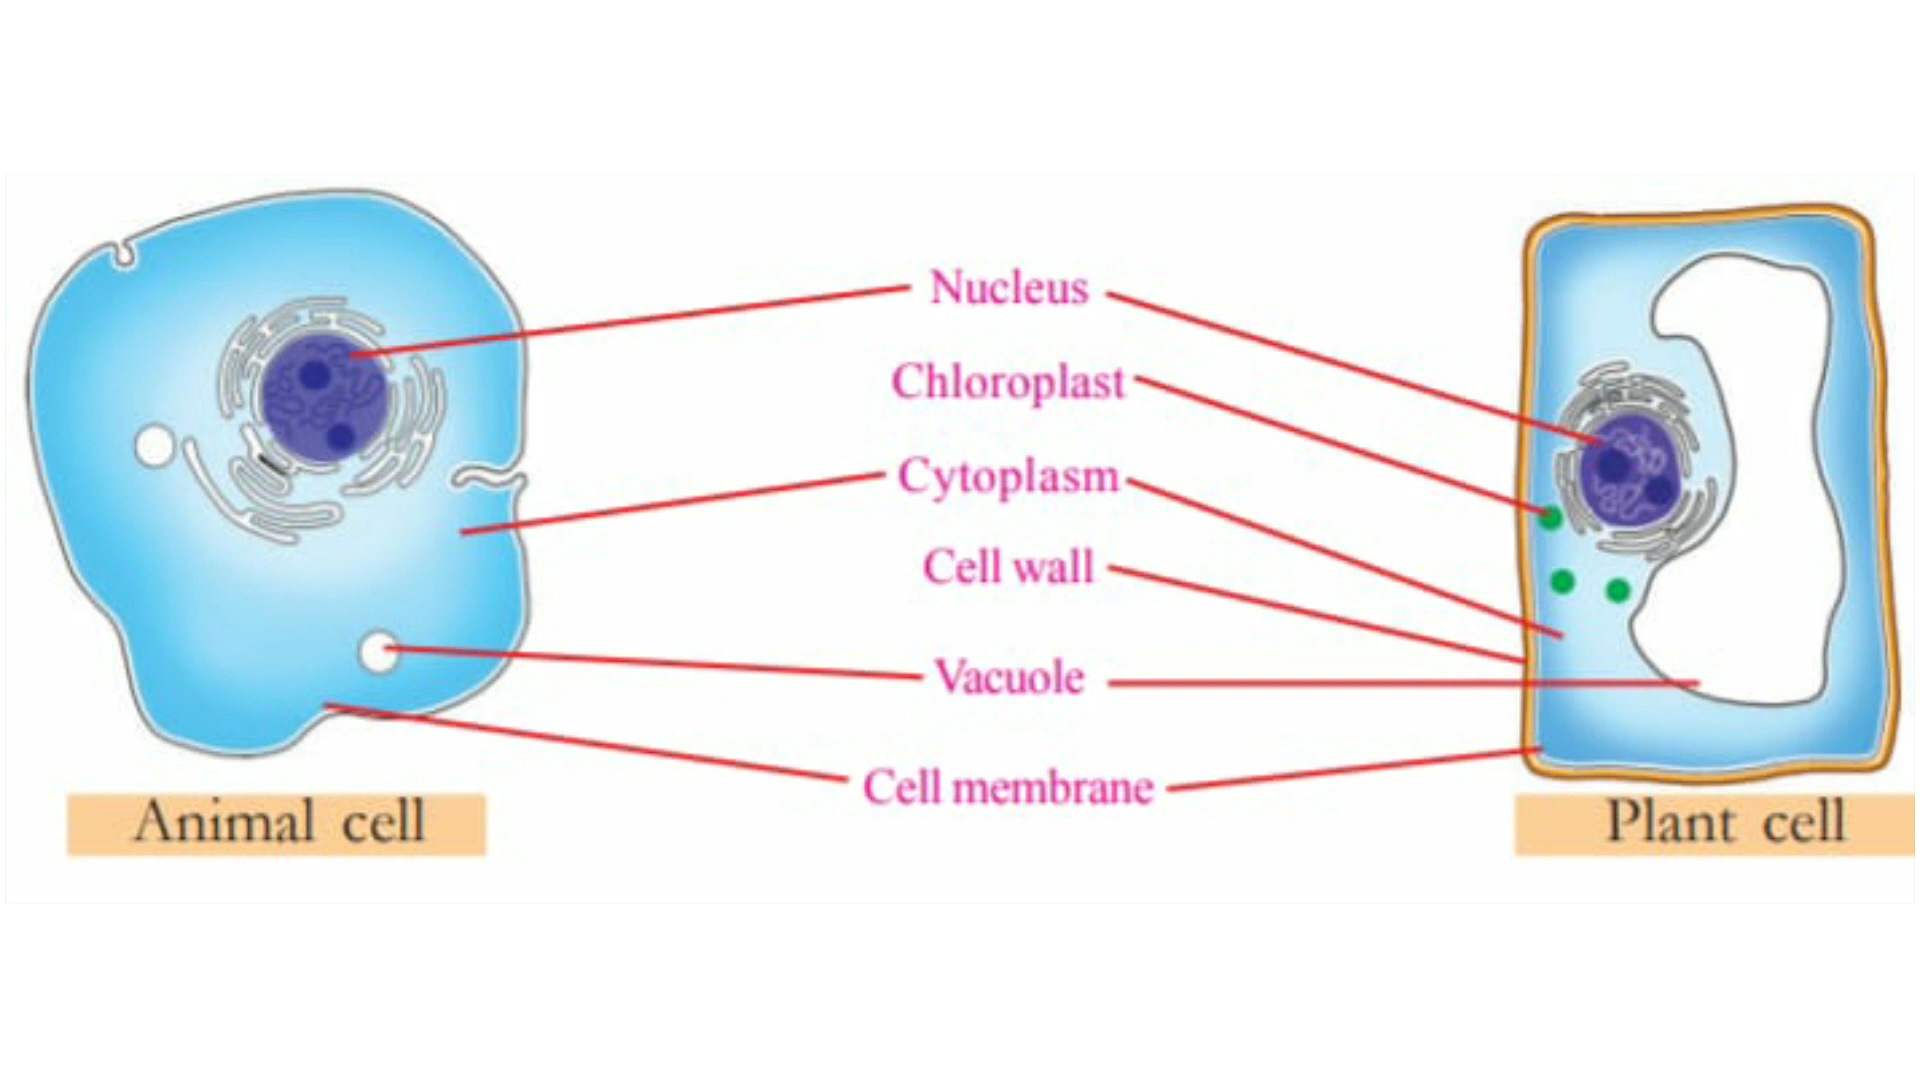 Nucleus
Chloroplast
Cytoplasm
Cell wall
Vacuole
Cell membrane
Animal cell
Plant cell